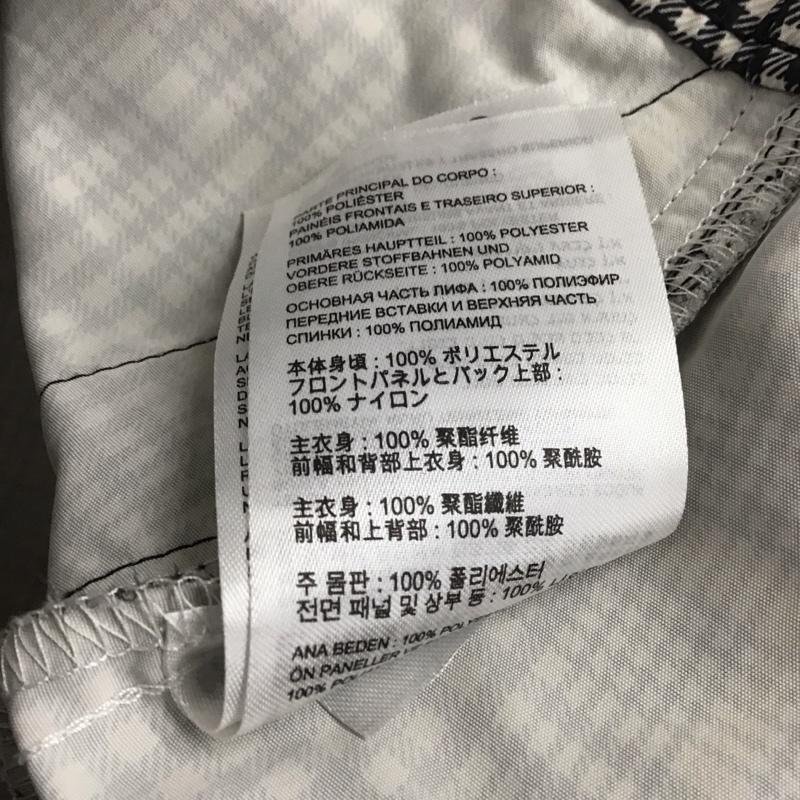 PARTE PRINCIPAL DO CORPO :
100% POLIÉSTER
PAINÉIS FRONTAIS E TRASEIRO SUPERIOR :
100% POLIAMIDA
PRIMÄRES HAUPTTEIL : 100% POLYESTER
VORDERE STOFFBAHNEN UND
OBERE RÜCKSEITE : 100% POLYAMID
ОСНОВНАЯ ЧАСТЬ ЛИФА : 100% ПОЛИЭФИР
ПЕРЕДНИЕ ВСТАВКИ И ВЕРХНЯЯ ЧАСТЬ
СПИНКИ : 100% ПОЛИАМИД
本体身頃 : 100% ポリエステル
フロントパネルとバック上部 :
100% ナイロン
主衣身 : 100% 聚酯纤维
前幅和背部上衣身 : 100% 聚酰胺
主衣身 : 100% 聚酯纖維
前幅和上背部 : 100% 聚酰胺
주 몸판 : 100% 폴리에스터
전면 패널 및 상부 등 : 100%
ANA BEDEN : 100%
ÖN PANELLER
100%